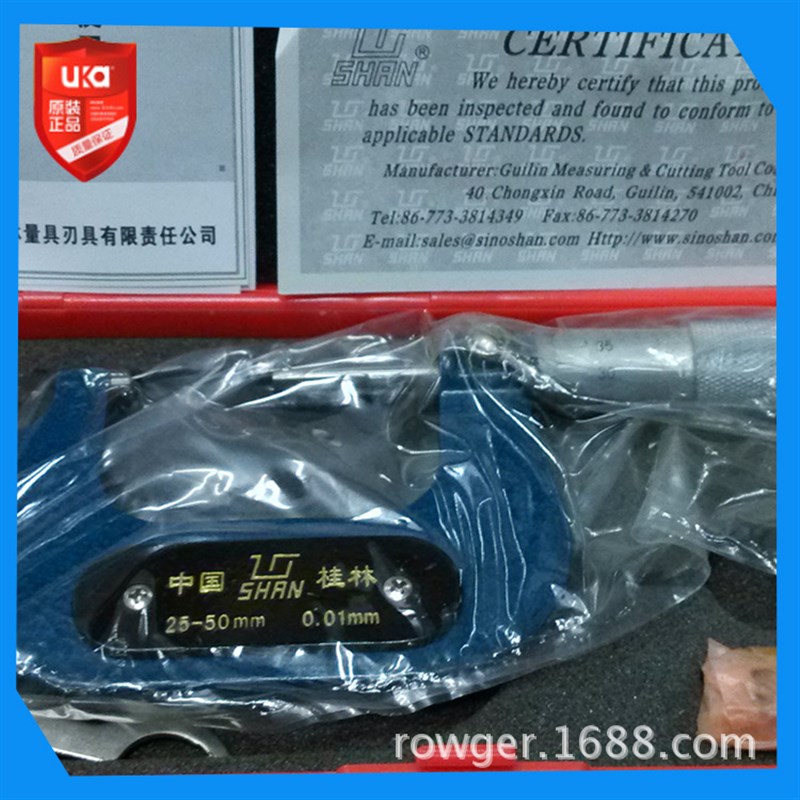 uka
原装
正品
质量保证
量具刃具有限责任公司
SHAN®
CERTIFICA
We hereby certify that this pro
has been inspected and found to conform to
applicable STANDARDS.
Manufacturer:Guilin Measuring & Cutting Tool Co
40 Chongxin Road, Guilin, 541002, Chi
Tel:86-773-3814349 Fax:86-773-3814270
E-mail:sales@sinoshan.com Http://www.sinoshan.com
35
30
中国 SHAN 桂林
25-50mm 0.01mm
rowger.1688.com